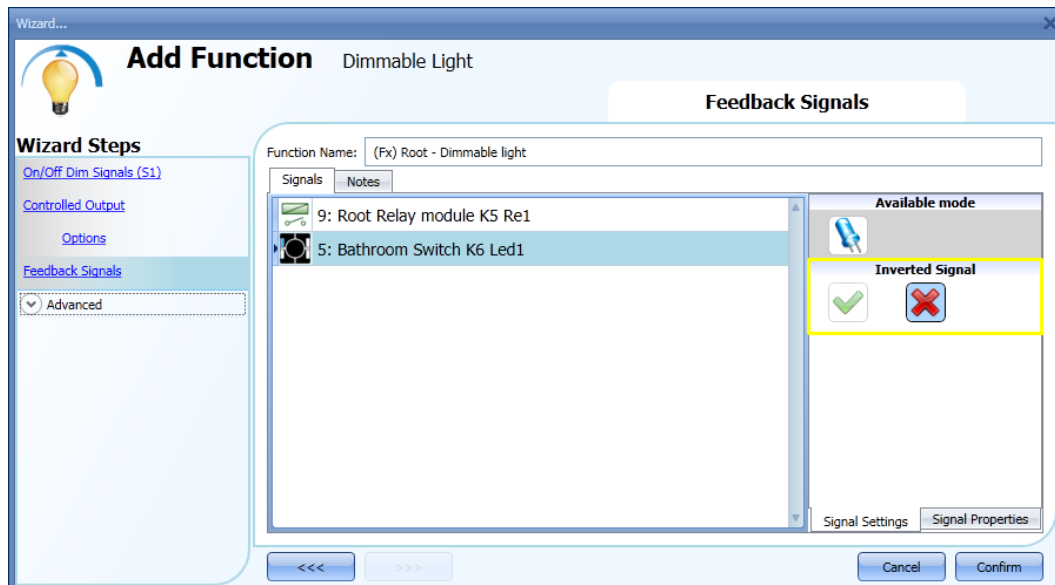 Wizard...
Add Function Dimmable Light
Feedback Signals
Wizard Steps
On/Off Dim Signals (S1)
Controlled Output
Options
Feedback Signals
Advanced
Function Name: (Fx) Root - Dimmable light
Signals Notes
9: Root Relay module K5 Re1
5: Bathroom Switch K6 Led1
Available mode
Inverted Signal
Signal Settings Signal Properties
<<< >>> Cancel Confirm